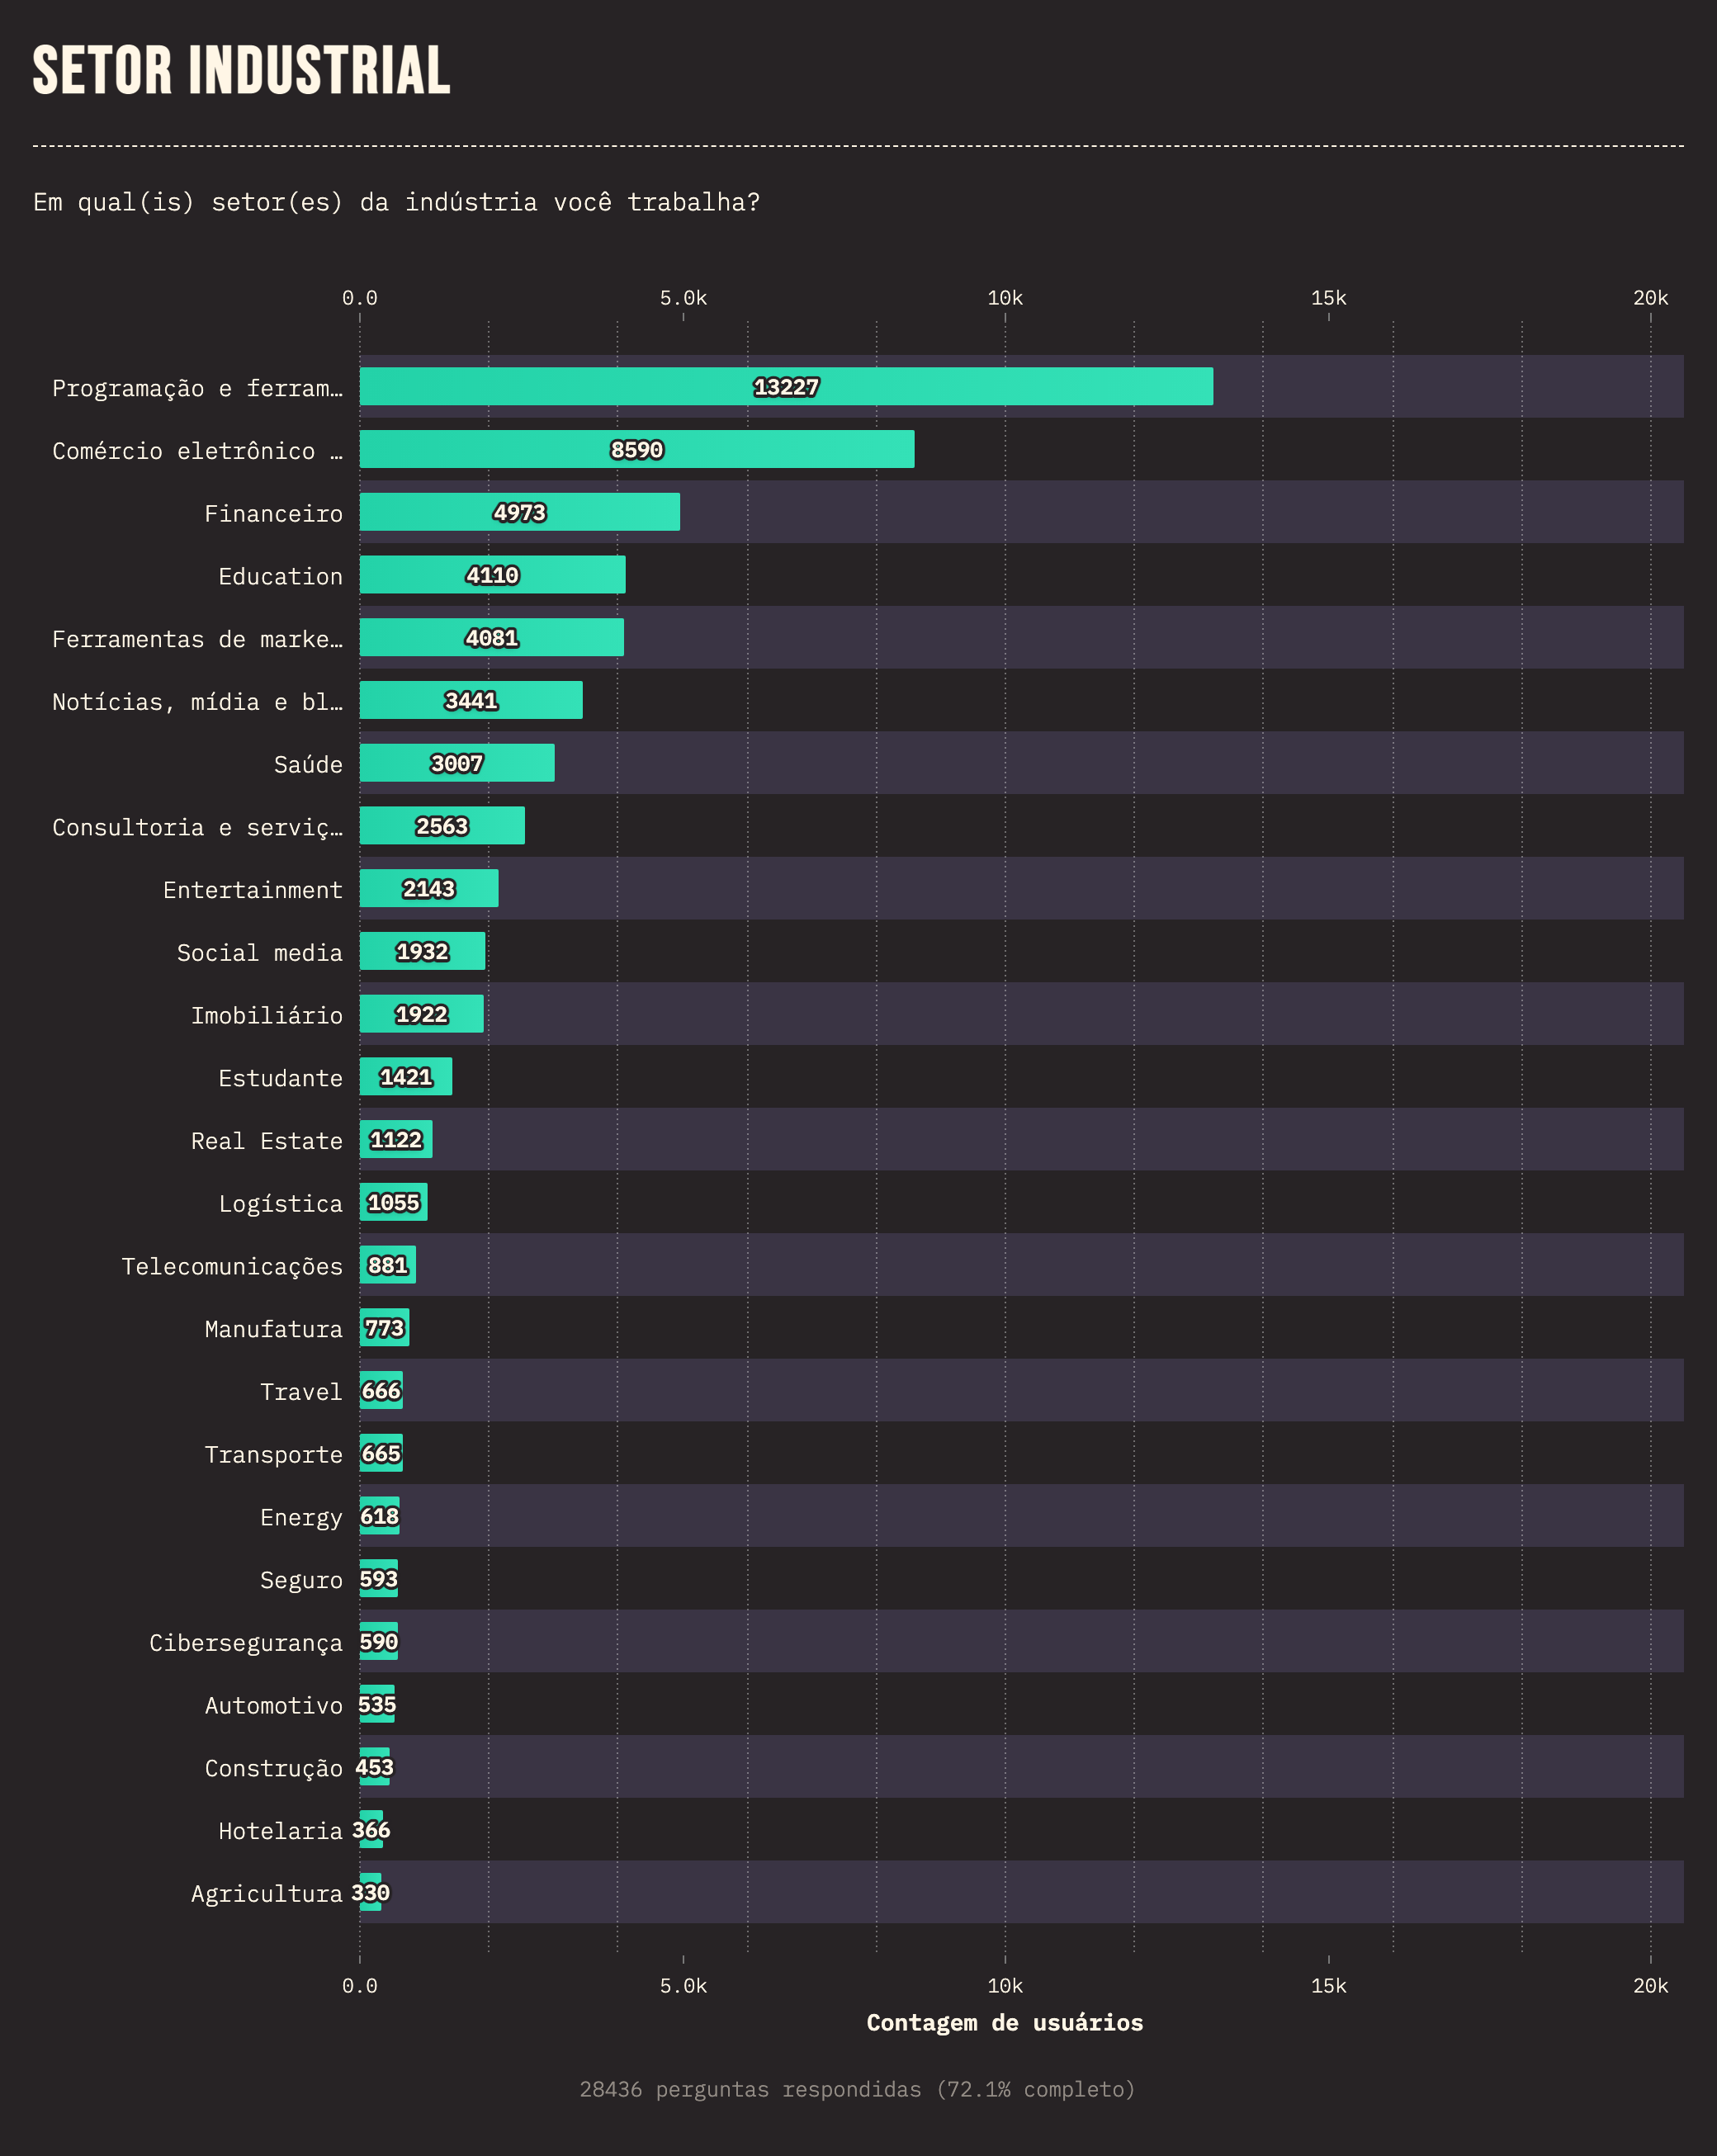 SETOR INDUSTRIAL
Em qual(is) setor(es) da indústria você trabalha?
0.0 5.0k 10k 15k 20k
Programação e ferram… 13227
Comércio eletrônico … 8590
Financeiro 4973
Education 4110
Ferramentas de marke… 4081
Notícias, mídia e bl… 3441
Saúde 3007
Consultoria e serviç… 2563
Entertainment 2143
Social media 1932
Imobiliário 1922
Estudante 1421
Real Estate 1122
Logística 1055
Telecomunicações 881
Manufatura 773
Travel 666
Transporte 665
Energy 618
Seguro 593
Cibersegurança 590
Automotivo 535
Construção 453
Hotelaria 366
Agricultura 330
0.0 5.0k 10k 15k 20k
Contagem de usuários
28436 perguntas respondidas (72.1% completo)